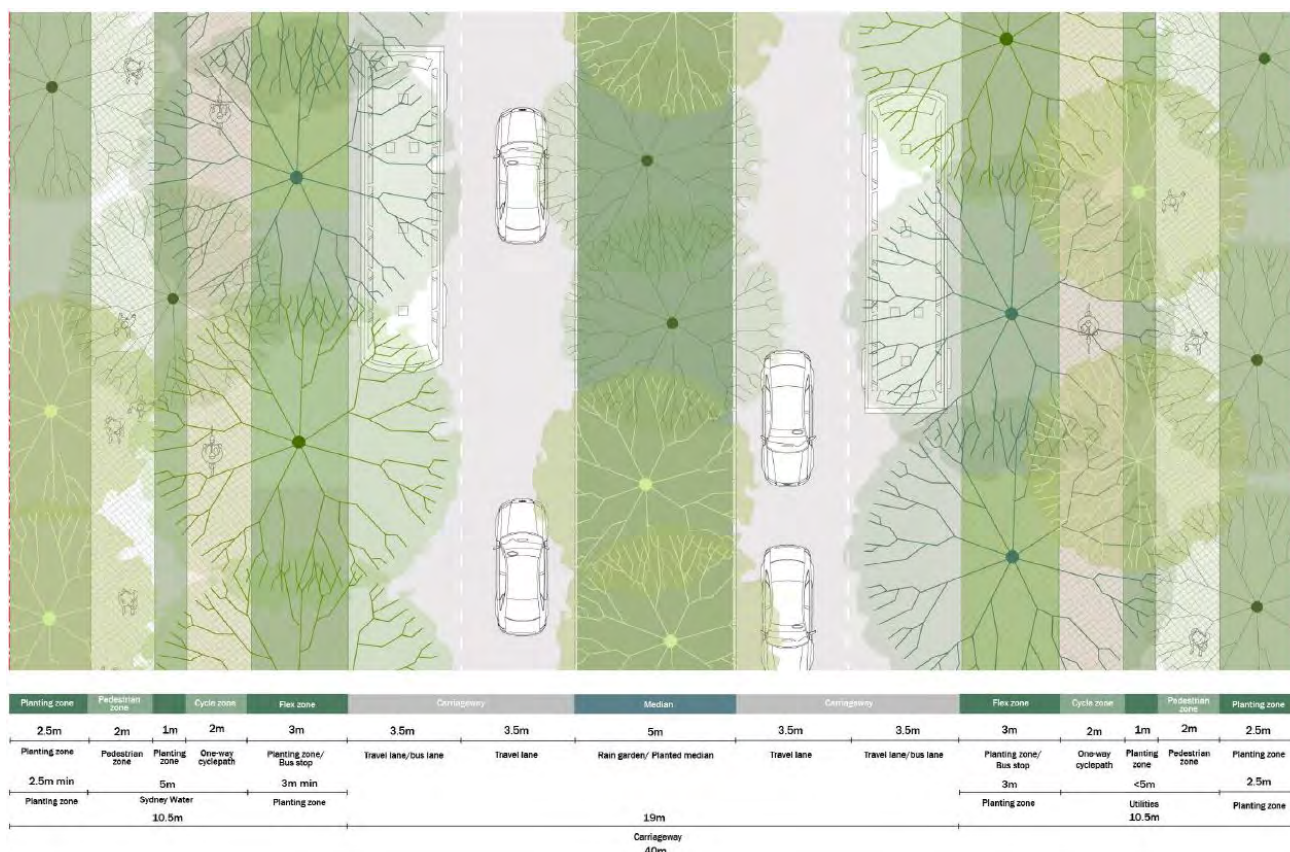 Planting zone Pedestrian zone Cycle zone Flex zone Carriageway Median Carriageway Flex zone Cycle zone Pedestrian zone Planting zone
2.5m 2m 1m 2m 3m 3.5m 3.5m 5m 3.5m 3.5m 3m 2m 1m 2m 2.5m
Planting zone Pedestrian zone Planting zone One-way cyclepath Planting zone/ Bus stop Travel lane/bus lane Travel lane Rain garden/ Planted median Travel lane Travel lane/bus lane Planting zone/ Bus stop One-way cyclepath Planting zone Pedestrian zone Planting zone
2.5m min 5m 3m min 3m <5m 2.5m
Planting zone Sydney Water Planting zone Planting zone Utilities Planting zone
10.5m 19m 10.5m
Carriageway
40m